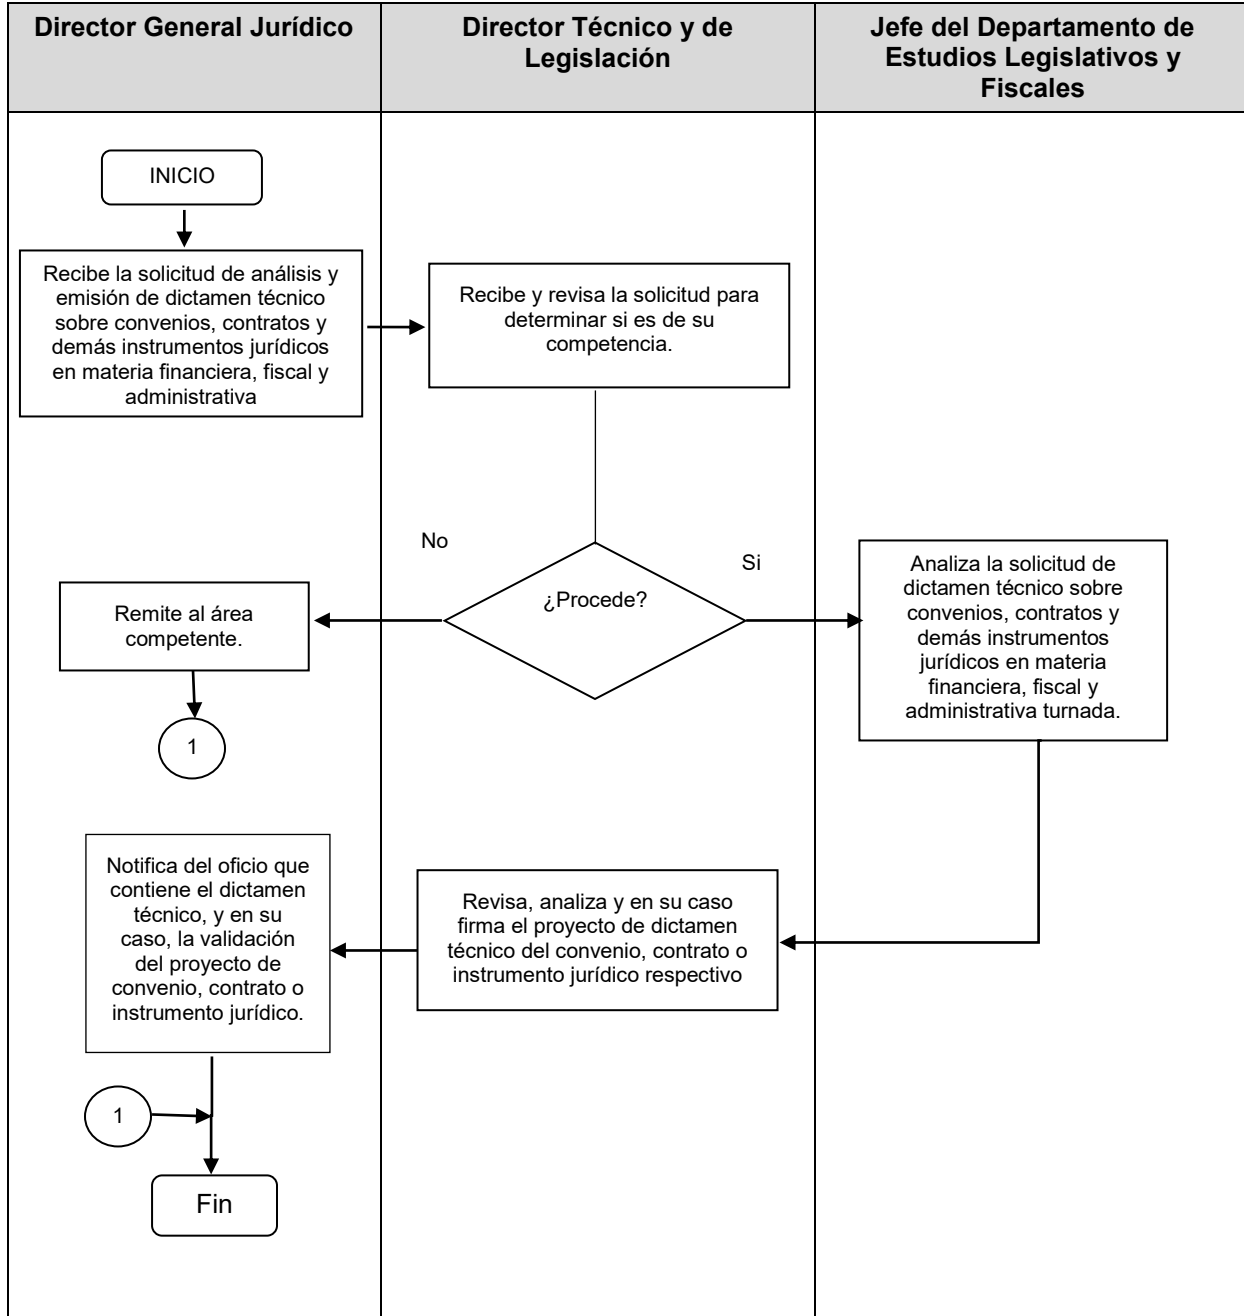 Director General Jurídico
Director Técnico y de
Legislación
Jefe del Departamento de
Estudios Legislativos y
Fiscales
INICIO
Recibe la solicitud de análisis y
emisión de dictamen técnico
sobre convenios, contratos y
demás instrumentos jurídicos
en materia financiera, fiscal y
administrativa
Recibe y revisa la solicitud para
determinar si es de su
competencia.
¿Procede?
No
Si
Remite al área
competente.
1
Analiza la solicitud de
dictamen técnico sobre
convenios, contratos y
demás instrumentos
jurídicos en materia
financiera, fiscal y
administrativa turnada.
Revisa, analiza y en su caso
firma el proyecto de dictamen
técnico del convenio, contrato o
instrumento jurídico respectivo
Notifica del oficio que
contiene el dictamen
técnico, y en su
caso, la validación
del proyecto de
convenio, contrato o
instrumento jurídico.
1
Fin